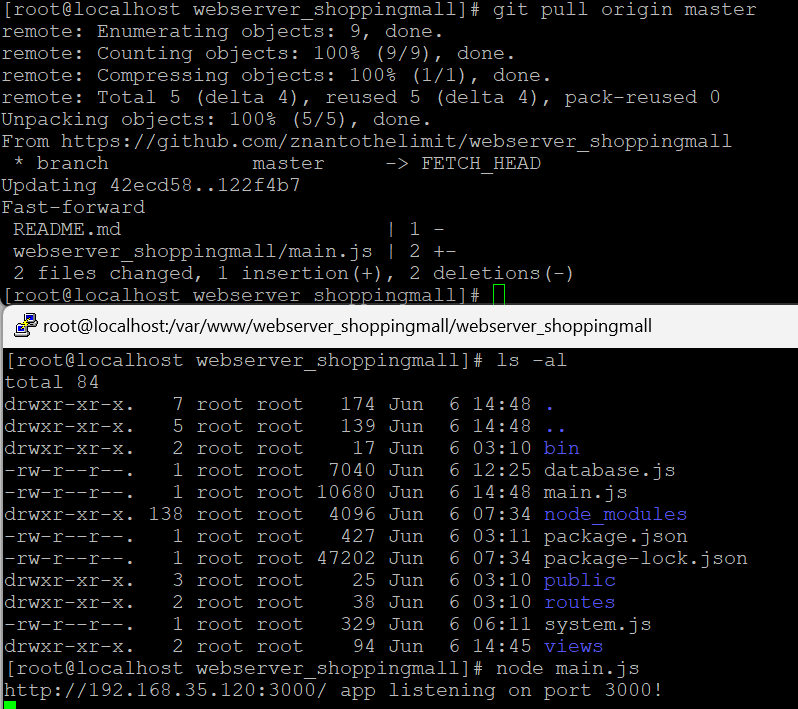 [root@localhost webserver_shoppingmall]# git pull origin master
remote: Enumerating objects: 9, done.
remote: Counting objects: 100% (9/9), done.
remote: Compressing objects: 100% (1/1), done.
remote: Total 5 (delta 4), reused 5 (delta 4), pack-reused 0
Unpacking objects: 100% (5/5), done.
From https://github.com/znantothelimit/webserver_shoppingmall
 * branch            master     -> FETCH_HEAD
Updating 42ecd58..122f4b7
Fast-forward
 README.md                      | 1 -
 webserver_shoppingmall/main.js | 2 +-
 2 files changed, 1 insertion(+), 2 deletions(-)
[root@localhost webserver_shoppingmall]#
root@localhost:/var/www/webserver_shoppingmall/webserver_shoppingmall
[root@localhost webserver_shoppingmall]# ls -al
total 84
drwxr-xr-x.   7 root root   174 Jun  6 14:48 .
drwxr-xr-x.   5 root root   139 Jun  6 14:48 ..
drwxr-xr-x.   2 root root    17 Jun  6 03:10 bin
-rw-r--r--.   1 root root  7040 Jun  6 12:25 database.js
-rw-r--r--.   1 root root 10680 Jun  6 14:48 main.js
drwxr-xr-x. 138 root root  4096 Jun  6 07:34 node_modules
-rw-r--r--.   1 root root   427 Jun  6 03:11 package.json
-rw-r--r--.   1 root root 47202 Jun  6 07:34 package-lock.json
drwxr-xr-x.   3 root root    25 Jun  6 03:10 public
drwxr-xr-x.   2 root root    38 Jun  6 03:10 routes
-rw-r--r--.   1 root root   329 Jun  6 06:11 system.js
drwxr-xr-x.   2 root root    94 Jun  6 14:45 views
[root@localhost webserver_shoppingmall]# node main.js
http://192.168.35.120:3000/ app listening on port 3000!